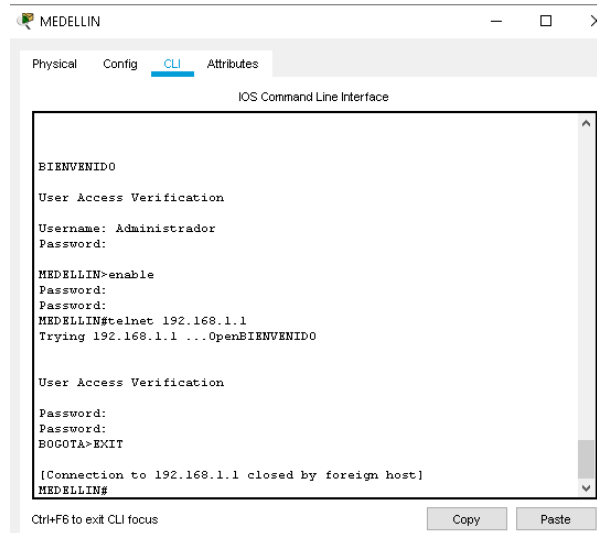 MEDELLIN
Physical Config CLI Attributes
IOS Command Line Interface
BIENVENIDO
User Access Verification
Username: Administrador
Password:
MEDELLIN>enable
Password:
Password:
MEDELLIN#telnet 192.168.1.1
Trying 192.168.1.1 ...OpenBIENVENIDO
User Access Verification
Password:
Password:
BOGOTA>EXIT
[Connection to 192.168.1.1 closed by foreign host]
MEDELLIN#
Ctrl+F6 to exit CLI focus
Copy Paste